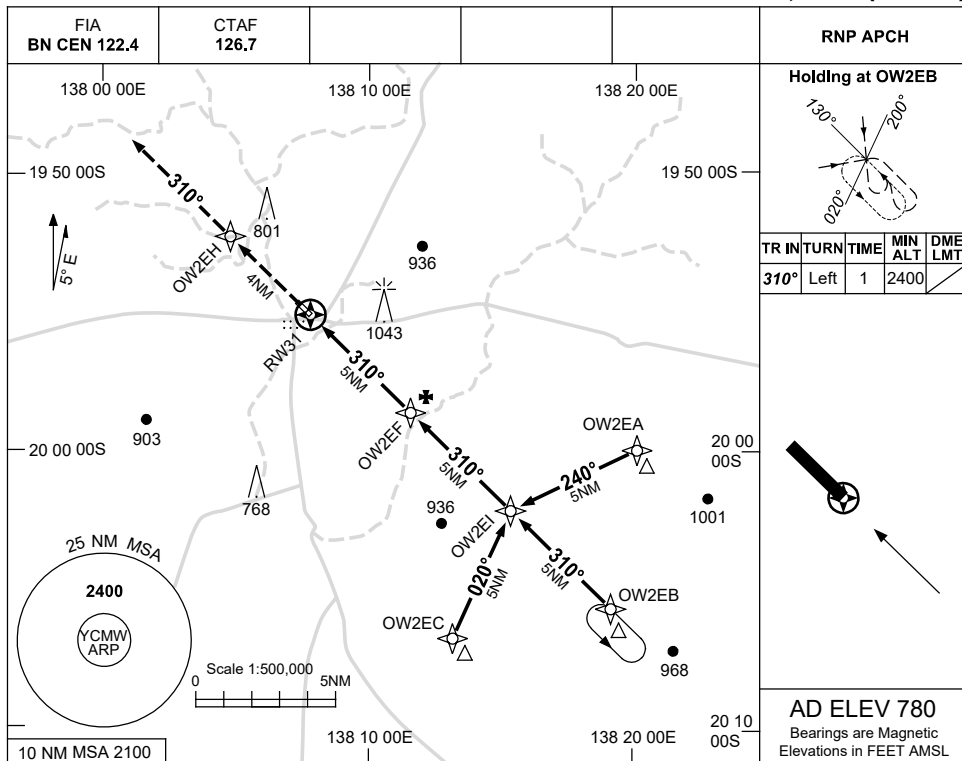 FIA
BN CEN 122.4
CTAF
126.7
RNP APCH
138 00 00E
138 10 00E
138 20 00E
Holding at OW2EB
130°
200°
020°
TR IN TURN TIME MIN ALT DME LMT
310° Left 1 2400
19 50 00S
19 50 00S
5° E
310°
801
OW2EH
4NM
936
1043
RW31
310°
5NM
903
OW2EF
OW2EA
20 00 00S
20 00
00S
310°
5NM
240°
5NM
768
936
1001
OW2EI
25 NM MSA
2400
YCMW
ARP
020°
5NM
310°
5NM
OW2EC
OW2EB
968
Scale 1:500,000
0
5NM
20 10
00S
10 NM MSA 2100
138 10 00E
138 20 00E
AD ELEV 780
Bearings are Magnetic
Elevations in FEET AMSL